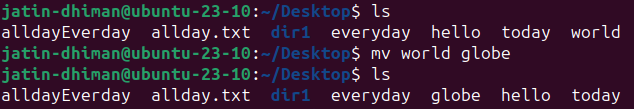 jatin-dhiman@ubuntu-23-10:~/Desktop$ ls
alldayEverday  allday.txt  dir1  everyday  hello  today  world
jatin-dhiman@ubuntu-23-10:~/Desktop$ mv world globe
jatin-dhiman@ubuntu-23-10:~/Desktop$ ls
alldayEverday  allday.txt  dir1  everyday  globe  hello  today